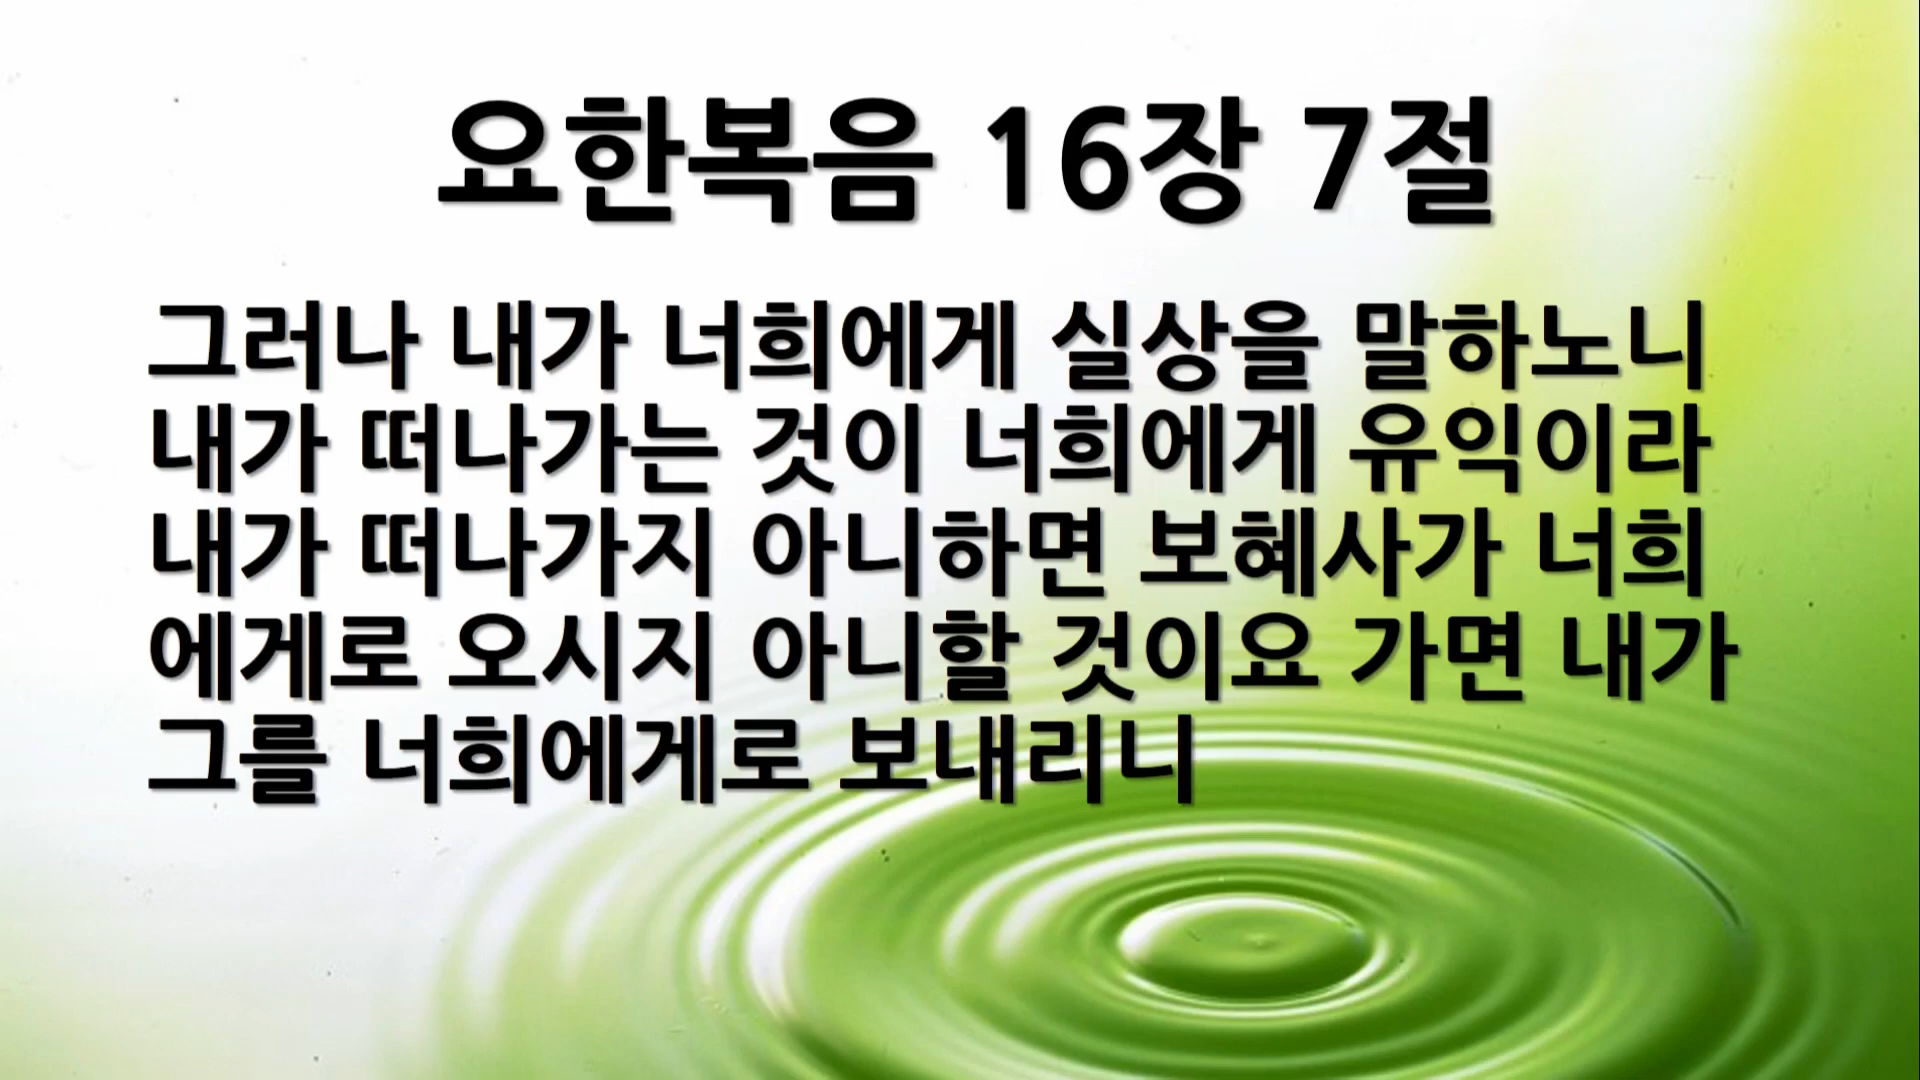 요한복음 16장 7절
그러나 내가 너희에게 실상을 말하노니
내가 떠나가는 것이 너희에게 유익이라
내가 떠나가지 아니하면 보혜사가 너희
에게로 오시지 아니할 것이요 가면 내가
그를 너희에게로 보내리니